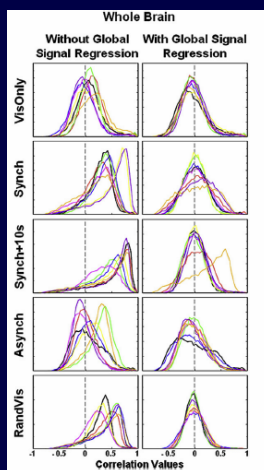 Whole Brain
Without Global Signal Regression
With Global Signal Regression
VisOnly
Synch
Synch+10s
Asynch
RandVis
-1 -0.5 0 0.5 1 -0.5 0 0.5 1
Correlation Values